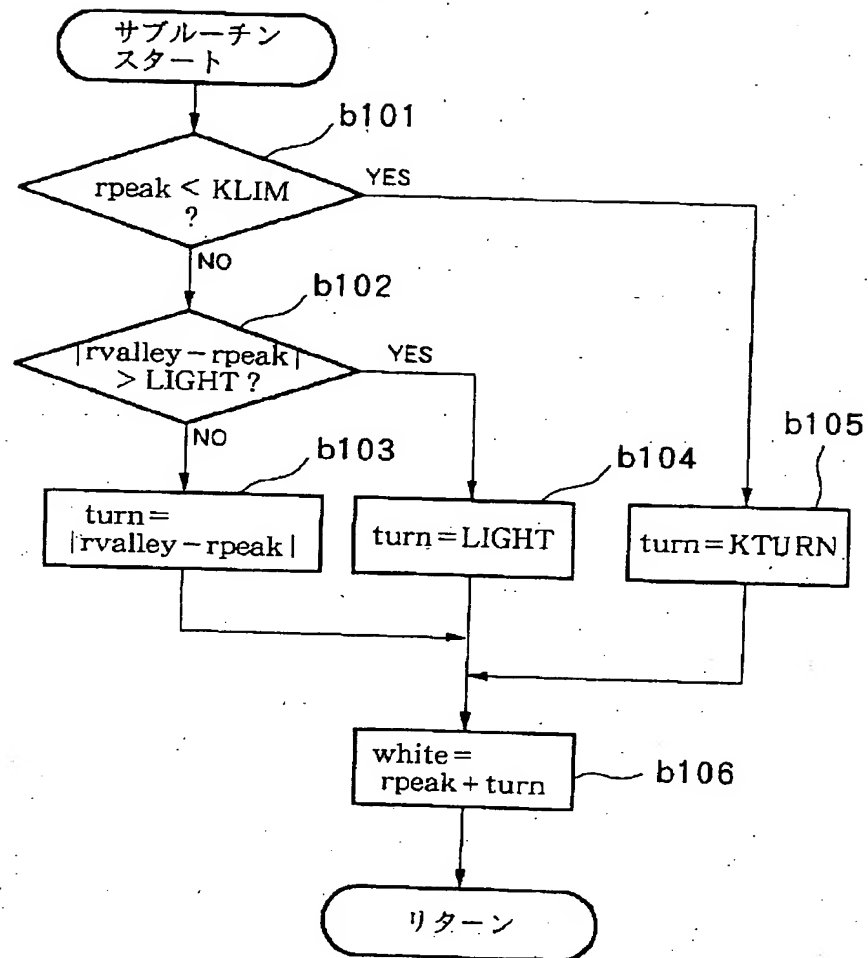 サブルーチン
スタート
b101
rpeak < KLIM
?
YES
NO
b102
|rvalley－rpeak|
> LIGHT ?
YES
NO
b103
turn＝
|rvalley－rpeak|
b104
turn=LIGHT
b105
turn=KTURN
white＝
rpeak + turn
b106
リターン